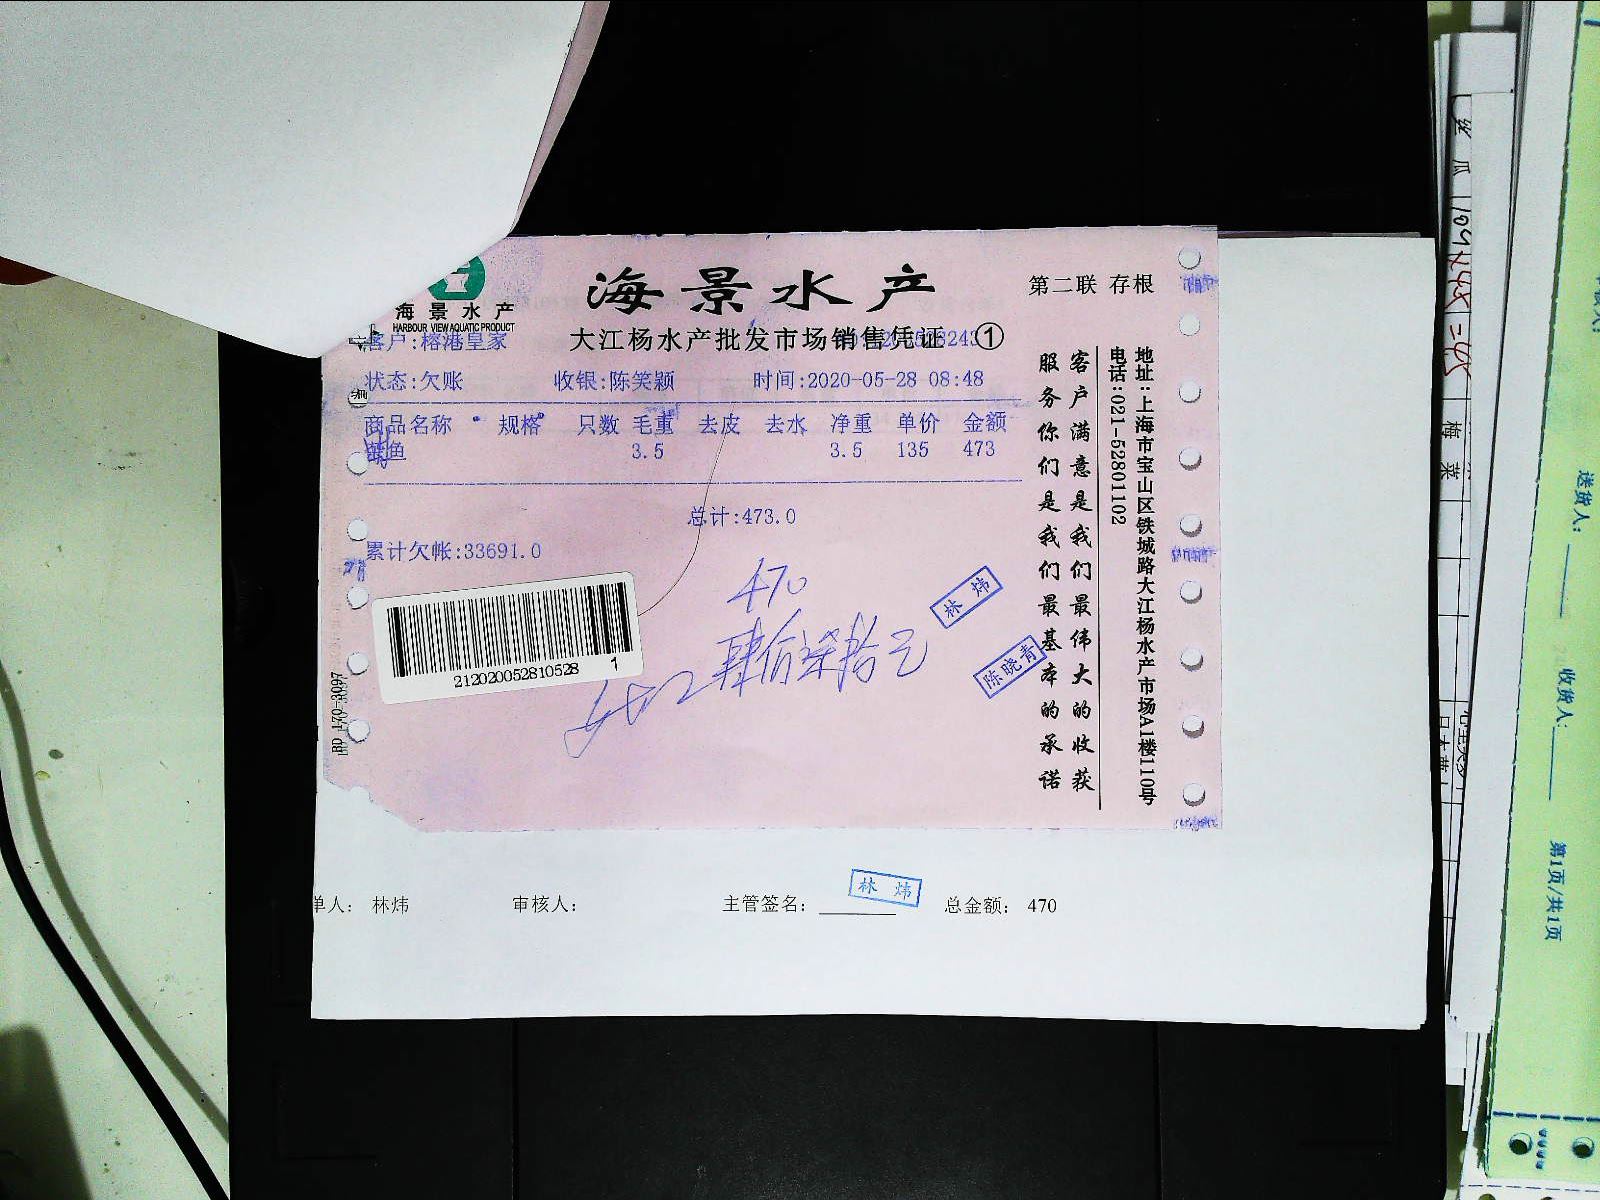 海景水产
HARBOUR VIEW AQUATIC PRODUCT
海景水产
第二联 存根
大江杨水产批发市场销售凭证 ①
客户:榕港皇家
状态:欠账 收银:陈笑颖 时间:2020-05-28 08:48
商品名称 规格 只数 毛重 去皮 去水 净重 单价 金额
3.5 3.5 135 473
总计:473.0
累计欠帐:33691.0
470
肆佰柒拾元
林炜
陈晓青
212020052810528 1
BD 170-3097
客户满意是我们最伟大的收获
服务你们是我们最基本的承诺
地址:上海市宝山区铁城路大江杨水产市场A1楼110号
电话:021-52801102
单人: 林炜 审核人: 主管签名: 林炜 总金额: 470
109×4.5=
梅菜
送货人:
收货人:
第1页/共1页